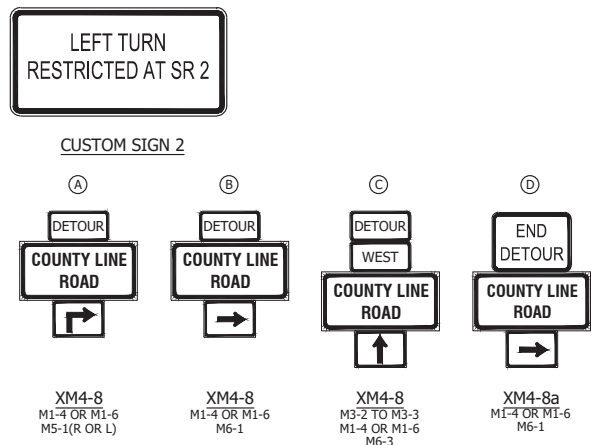 LEFT TURN
RESTRICTED AT SR 2
CUSTOM SIGN 2
A
DETOUR
COUNTY LINE
ROAD
XM4-8
M1-4 OR M1-6
M5-1(R OR L)
B
DETOUR
COUNTY LINE
ROAD
XM4-8
M1-4 OR M1-6
M6-1
C
DETOUR
WEST
COUNTY LINE
ROAD
XM4-8
M3-2 TO M3-3
M1-4 OR M1-6
M6-3
D
END
DETOUR
COUNTY LINE
ROAD
XM4-8a
M1-4 OR M1-6
M6-1